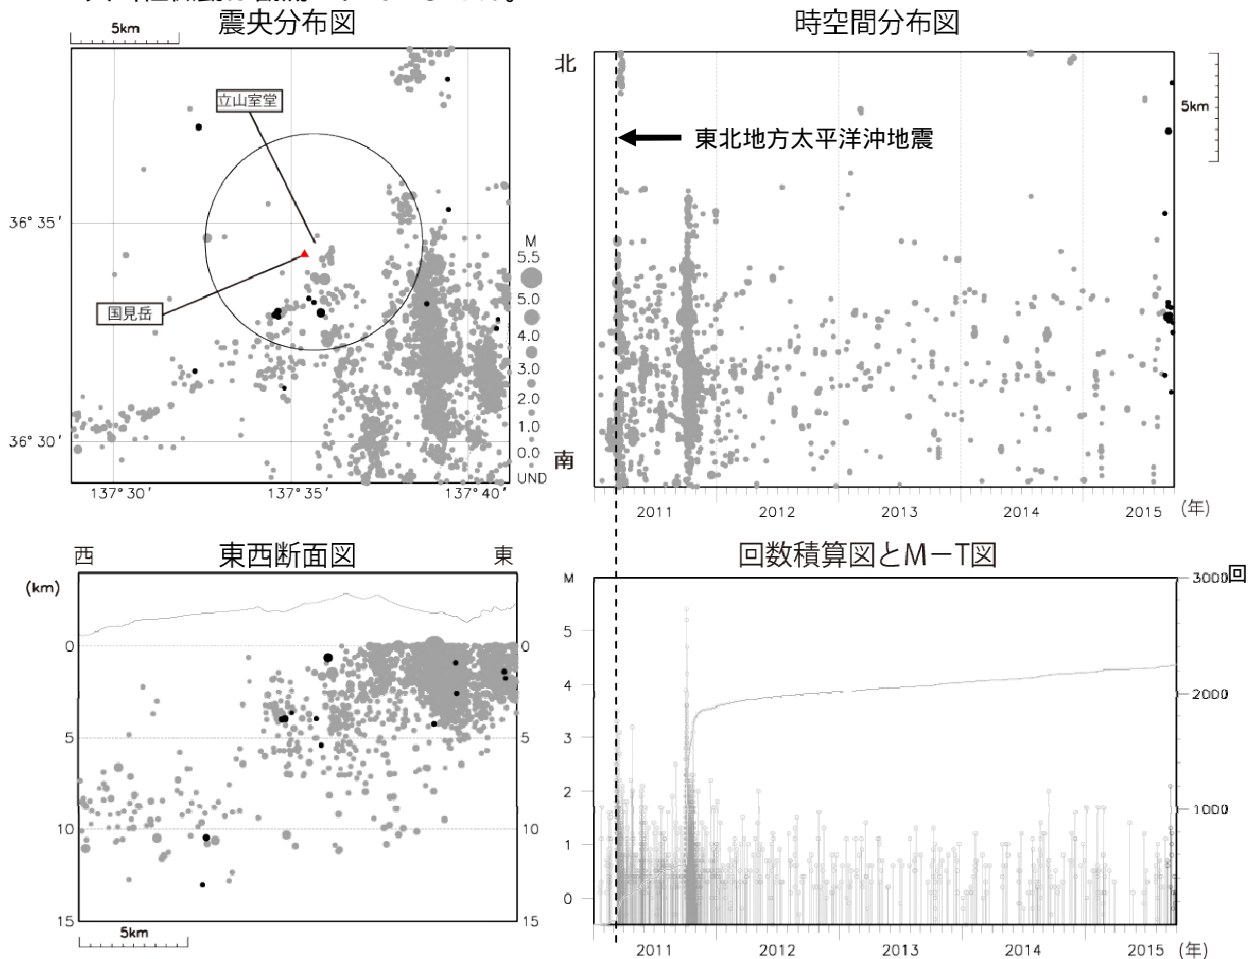 震央分布図
5km
立山室堂
国見岳
36° 35′
36° 30′
137° 30′
137° 35′
137° 40′
M
5.5
5.0
4.0
3.0
2.0
1.0
0.0
UND
時空間分布図
北
南
5km
東北地方太平洋沖地震
2011
2012
2013
2014
2015
(年)
東西断面図
西
東
(km)
0
5
10
15
0
5
10
15
5km
回数積算図とM－T図
M
5
4
3
2
1
0
3000回
2000
1000
2011
2012
2013
2014
2015
(年)